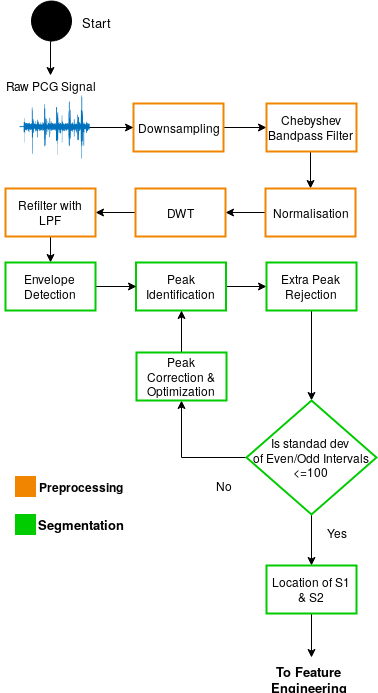 Start
Raw PCG Signal
Downsampling
Chebyshev
Bandpass Filter
Refilter with
LPF
DWT
Normalisation
Envelope
Detection
Peak
Identification
Extra Peak
Rejection
Peak
Correction &
Optimization
Is standad dev
of Even/Odd Intervals
<=100
No
Preprocessing
Segmentation
Yes
Location of S1
& S2
To Feature
Engineering